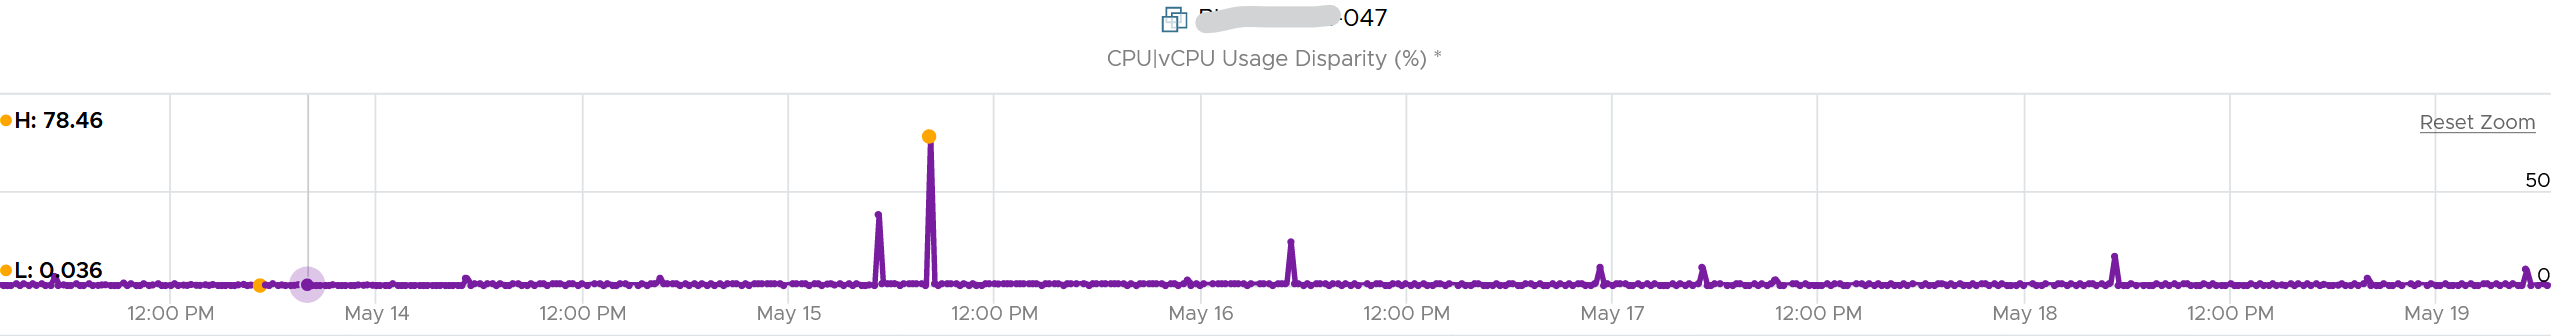 -047
CPU|vCPU Usage Disparity (%) *
H: 78.46
Reset Zoom
50
L: 0.036
0
12:00 PM May 14 12:00 PM May 15 12:00 PM May 16 12:00 PM May 17 12:00 PM May 18 12:00 PM May 19